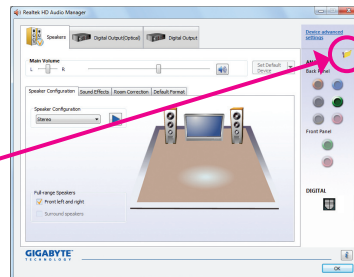 Realtek HD Audio Manager
Speakers
Digital Output(Optical)
Digital Output
Device advanced
settings
Main Volume
L
R
Set Default
Device
AN
Back Panel
Speaker Configuration
Sound Effects
Room Correction
Default Format
Speaker Configuration
Stereo
Front Panel
Full-range Speakers
Front left and right
Surround speakers
DIGITAL
GIGABYTE
TECHNOLOGY
OK